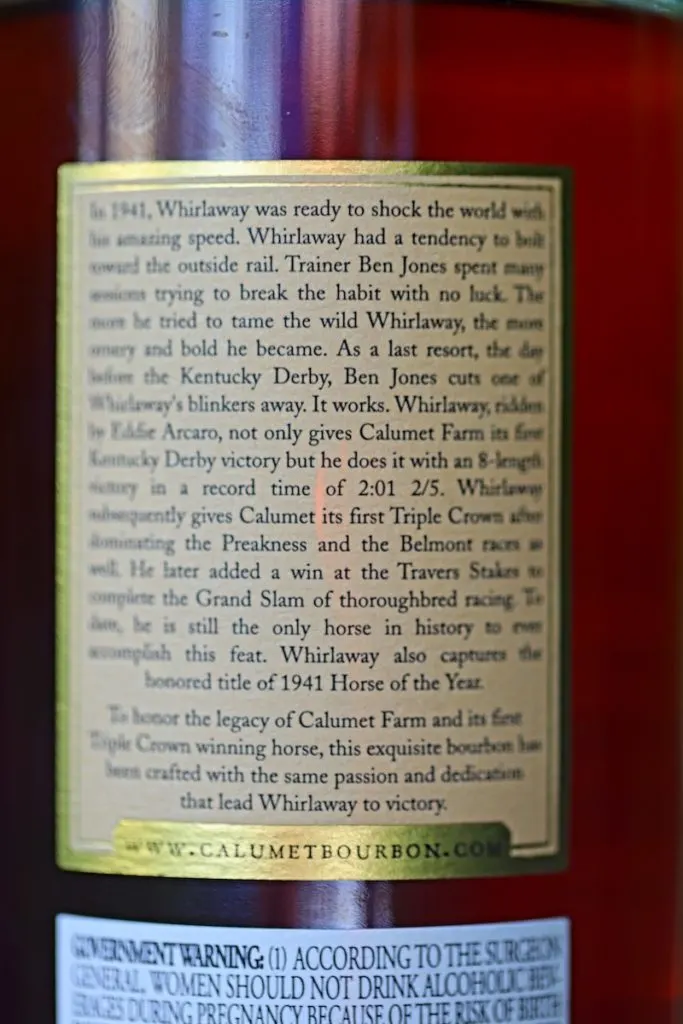 In 1941, Whirlaway was ready to shock the world with
his amazing speed. Whirlaway had a tendency to bolt
toward the outside rail. Trainer Ben Jones spent many
sessions trying to break the habit with no luck. The
more he tried to tame the wild Whirlaway, the more
ornery and bold he became. As a last resort, the day
before the Kentucky Derby, Ben Jones cuts one of
Whirlaway's blinkers away. It works. Whirlaway, ridden
by Eddie Arcaro, not only gives Calumet Farm its first
Kentucky Derby victory but he does it with an 8-length
victory in a record time of 2:01 2/5. Whirlaway
subsequently gives Calumet its first Triple Crown after
dominating the Preakness and the Belmont races as
well. He later added a win at the Travers Stakes to
complete the Grand Slam of thoroughbred racing. To
date, he is still the only horse in history to ever
accomplish this feat. Whirlaway also captures the
honored title of 1941 Horse of the Year.
To honor the legacy of Calumet Farm and its first
Triple Crown winning horse, this exquisite bourbon has
been crafted with the same passion and dedication
that lead Whirlaway to victory.
WWW.CALUMETBOURBON.COM
GOVERNMENT WARNING: (1) ACCORDING TO THE SURGEON
GENERAL, WOMEN SHOULD NOT DRINK ALCOHOLIC BEV-
ERAGES DURING PREGNANCY BECAUSE OF THE RISK OF BIRTH